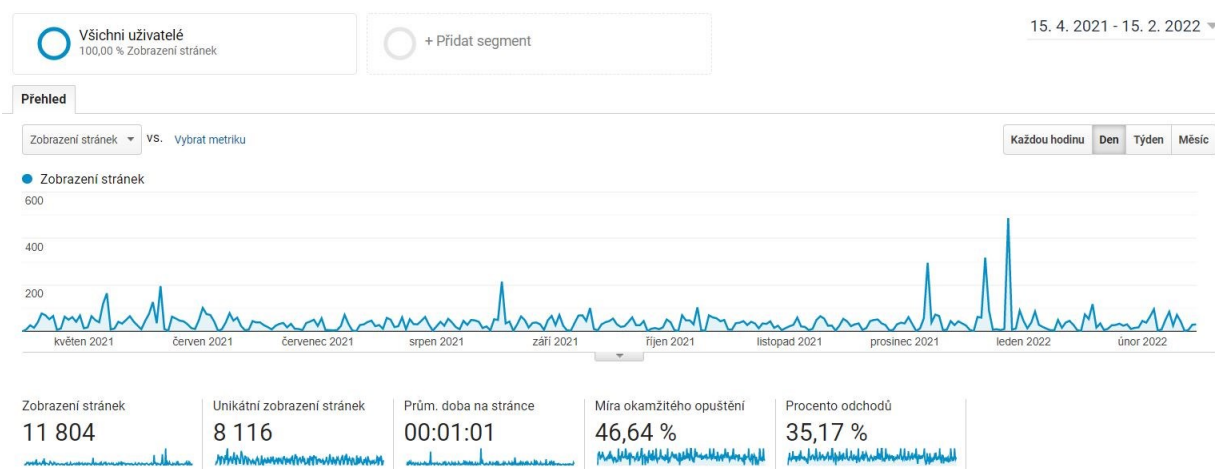 Všichni uživatelé
100,00 % Zobrazení stránek
+ Přidat segment
15. 4. 2021 - 15. 2. 2022
Přehled
Zobrazení stránek
VS.
Vybrat metriku
Každou hodinu
Den
Týden
Měsíc
Zobrazení stránek
600
400
200
květen 2021
červen 2021
červenec 2021
srpen 2021
září 2021
říjen 2021
listopad 2021
prosinec 2021
leden 2022
únor 2022
Zobrazení stránek
11 804
Unikátní zobrazení stránek
8 116
Prům. doba na stránce
00:01:01
Míra okamžitého opuštění
46,64 %
Procento odchodů
35,17 %